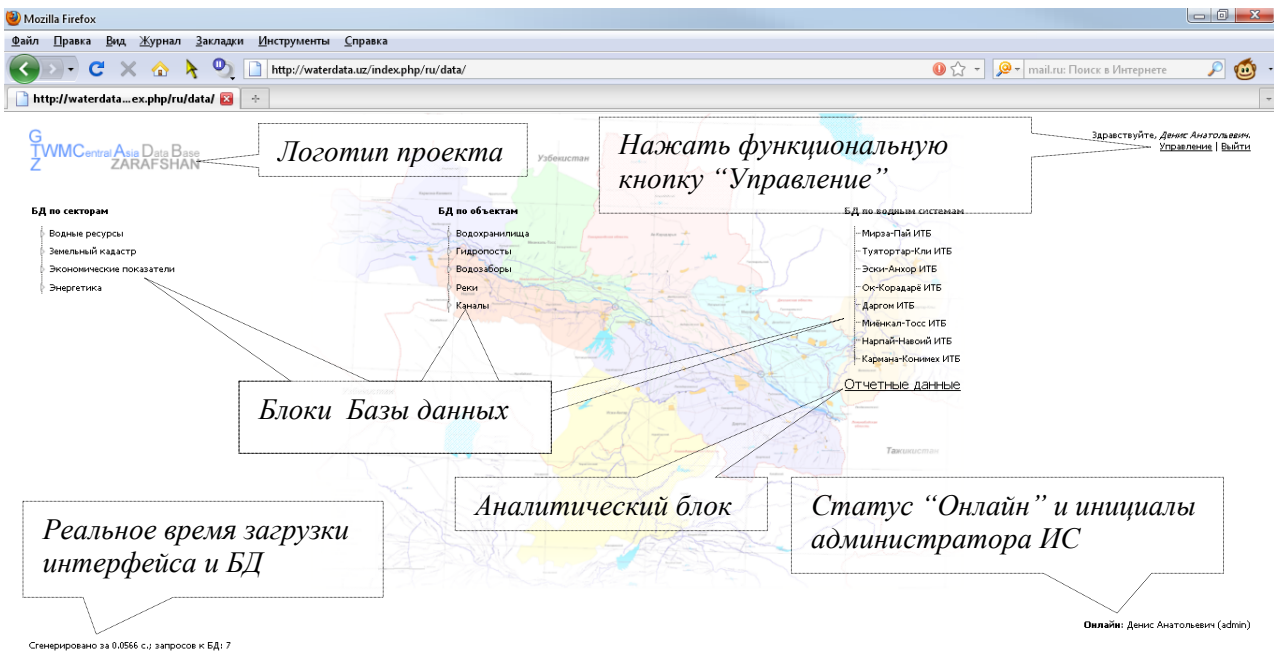 Mozilla Firefox
Файл Правка Вид Журнал Закладки Инструменты Справка
http://waterdata.uz/index.php/ru/data/
mail.ru: Поиск в Интернете
http://waterdata...ex.php/ru/data/
GTZ
IWMCentral Asia Data Base
ZARAFSHAN
Логотип проекта
Узбекистан
Нажать функциональную
кнопку “Управление”
Здравствуйте, Денис Анатольевич.
Управление | Выйти
БД по секторам
Водные ресурсы
Земельный кадастр
Экономические показатели
Энергетика
БД по объектам
Водохранилища
Гидропосты
Водозаборы
Реки
Каналы
БД по водным системам
Мирза-Пай ИТБ
Туятортар-Кли ИТБ
Эски-Анхор ИТБ
Ок-Корадарё ИТБ
Даргом ИТБ
Миёнкал-Тосс ИТБ
Нарпай-Навоий ИТБ
Кармана-Конимех ИТБ
Отчетные данные
Блоки Базы данных
Тажикистан
Аналитический блок
Статус “Онлайн” и инициалы
администратора ИС
Реальное время загрузки
интерфейса и БД
Онлайн: Денис Анатольевич (admin)
Сгенерировано за 0.0566 с.; запросов к БД: 7